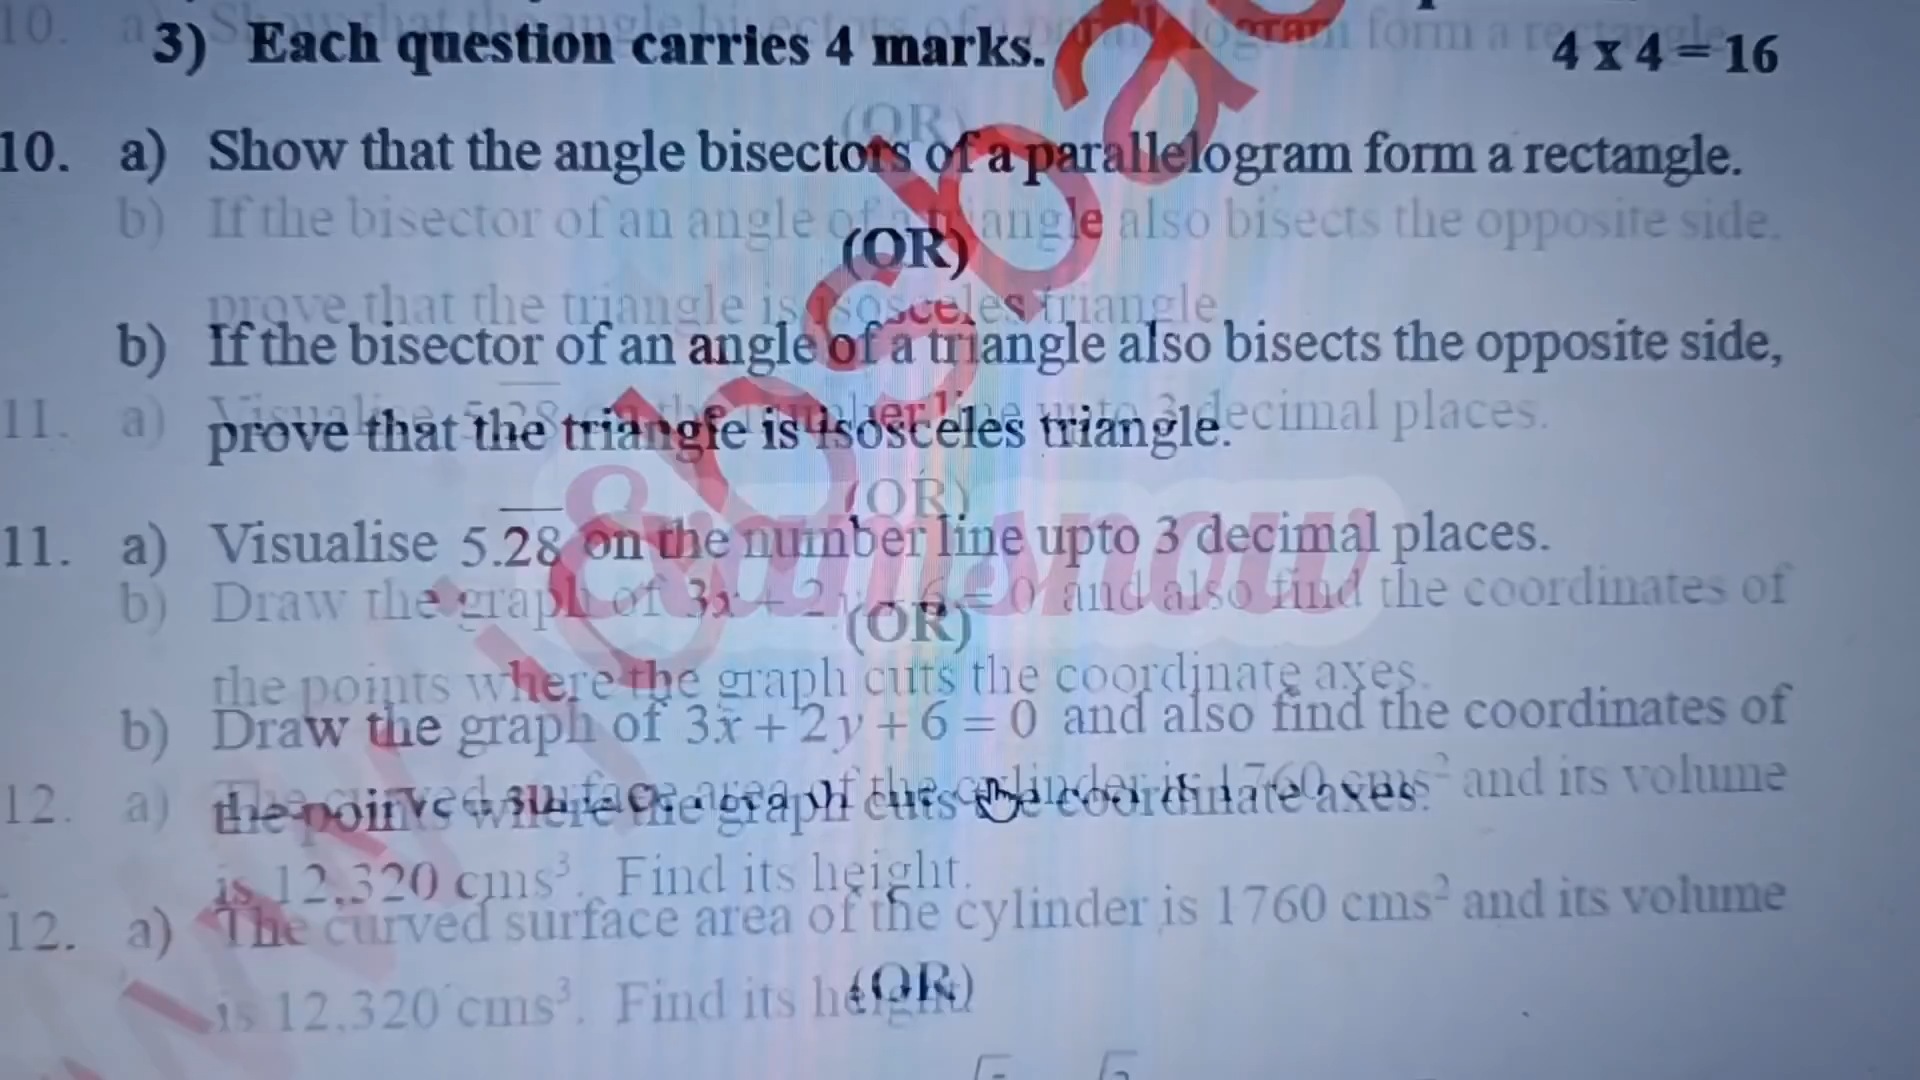 3) Each question carries 4 marks. 4 x 4 = 16
10. a) Show that the angle bisectors of a parallelogram form a rectangle.
(OR)
b) If the bisector of an angle of a triangle also bisects the opposite side,
prove that the triangle is isosceles triangle.
11. a) Visualise 5.2̅8̅ on the number line upto 3 decimal places.
(OR)
b) Draw the graph of 3x + 2y + 6 = 0 and also find the coordinates of
the points where the graph cuts the coordinate axes.
12. a) The curved surface area of the cylinder is 1760 cms² and its volume
is 12,320 cms³. Find its height.
(OR)